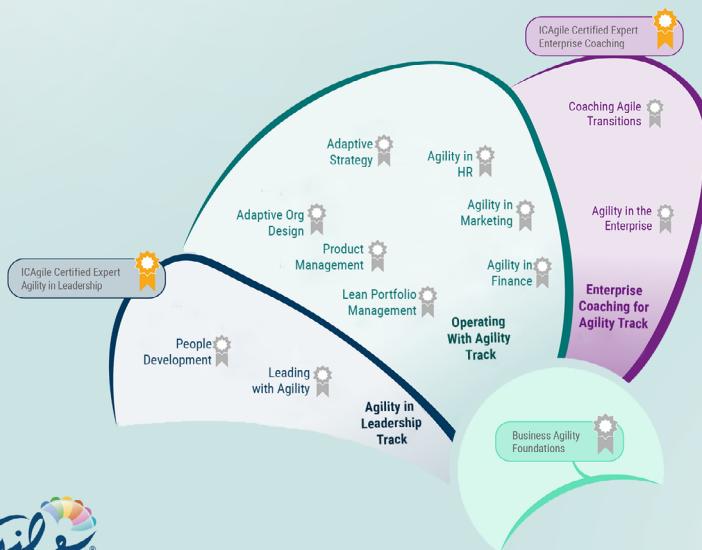 ICAgile Certified Expert
Enterprise Coaching
Coaching Agile
Transitions
Adaptive
Strategy
Agility in
HR
Adaptive Org
Design
Agility in
Marketing
Agility in the
Enterprise
Product
Management
Agility in
Finance
ICAgile Certified Expert
Agility in Leadership
Lean Portfolio
Management
Enterprise
Coaching for
Agility Track
Operating
With Agility
Track
People
Development
Leading
with Agility
Agility in
Leadership
Track
Business Agility
Foundations